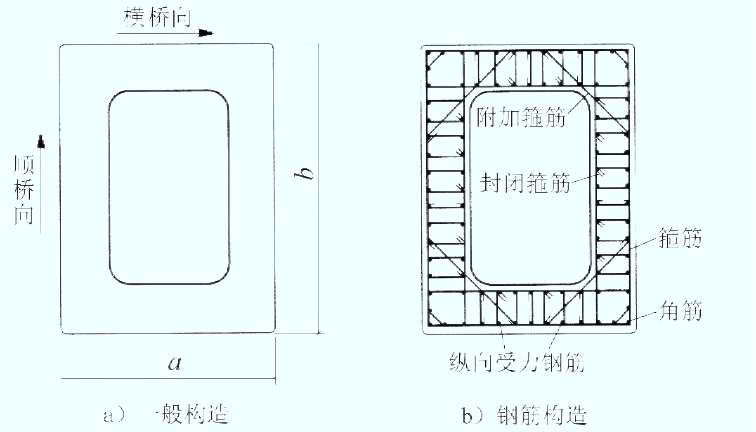 横桥向
顺桥向
b
a
a) 一般构造
附加箍筋
封闭箍筋
箍筋
角筋
纵向受力钢筋
b) 钢筋构造